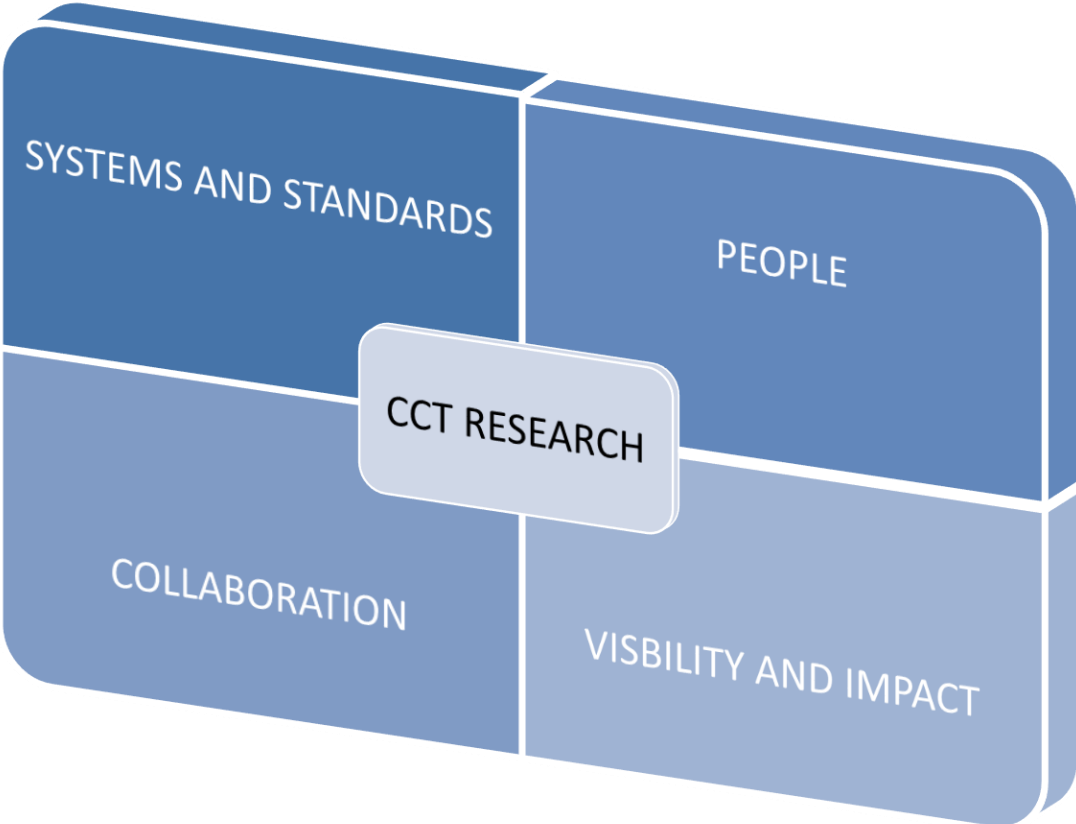 SYSTEMS AND STANDARDS
PEOPLE
CCT RESEARCH
COLLABORATION
VISBILITY AND IMPACT